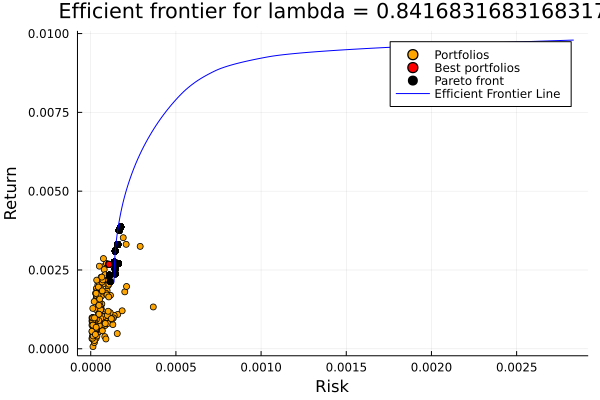 Efficient frontier for lambda = 0.8416831683168317
0.0100
0.0075
0.0050
0.0025
0.0000
Return
Portfolios
Best portfolios
Pareto front
Efficient Frontier Line
0.0000 0.0005 0.0010 0.0015 0.0020 0.0025
Risk